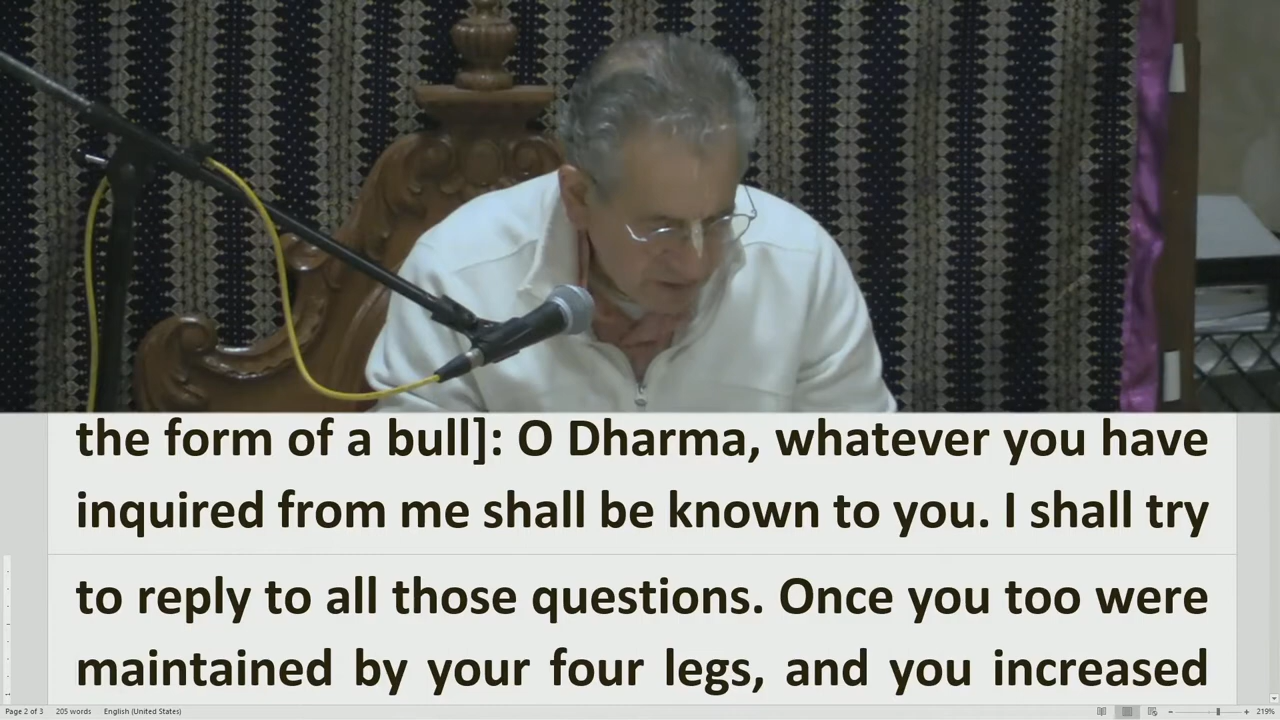 the form of a bull]: O Dharma, whatever you have
inquired from me shall be known to you. I shall try
to reply to all those questions. Once you too were
maintained by your four legs, and you increased
Page 2 of 3 205 words English (United States) 219%